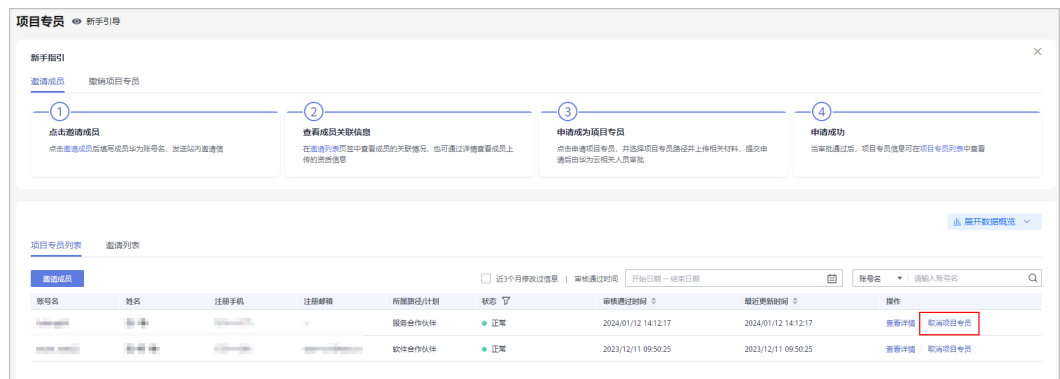 项目专员 新手引导
新手指引
邀请成员 撤销项目专员
1 2 3 4
点击邀请成员 查看成员关联信息 申请成为项目专员 申请成功
点击邀请成员后填写成员华为账号名，发送站内邀请信
在邀请列表页签中查看成员的关联情况，也可通过详情查看成员上
传的资质信息
点击申请项目专员，并选择项目专员路径并上传相关材料，提交申
请后由华为云相关人员审批
当审批通过后，项目专员信息可在项目专员列表中查看
展开数据概览
项目专员列表 邀请列表
邀请成员 近3个月修改过信息 | 审核通过时间 开始日期 – 结束日期 账号名 请输入账号名
账号名 姓名 注册手机 注册邮箱 所属路径/计划 状态 审核通过时间 最近更新时间 操作
服务合作伙伴 正常 2024/01/12 14:12:17 2024/01/12 14:12:17 查看详情 取消项目专员
软件合作伙伴 正常 2023/12/11 09:50:25 2023/12/11 09:50:25 查看详情 取消项目专员